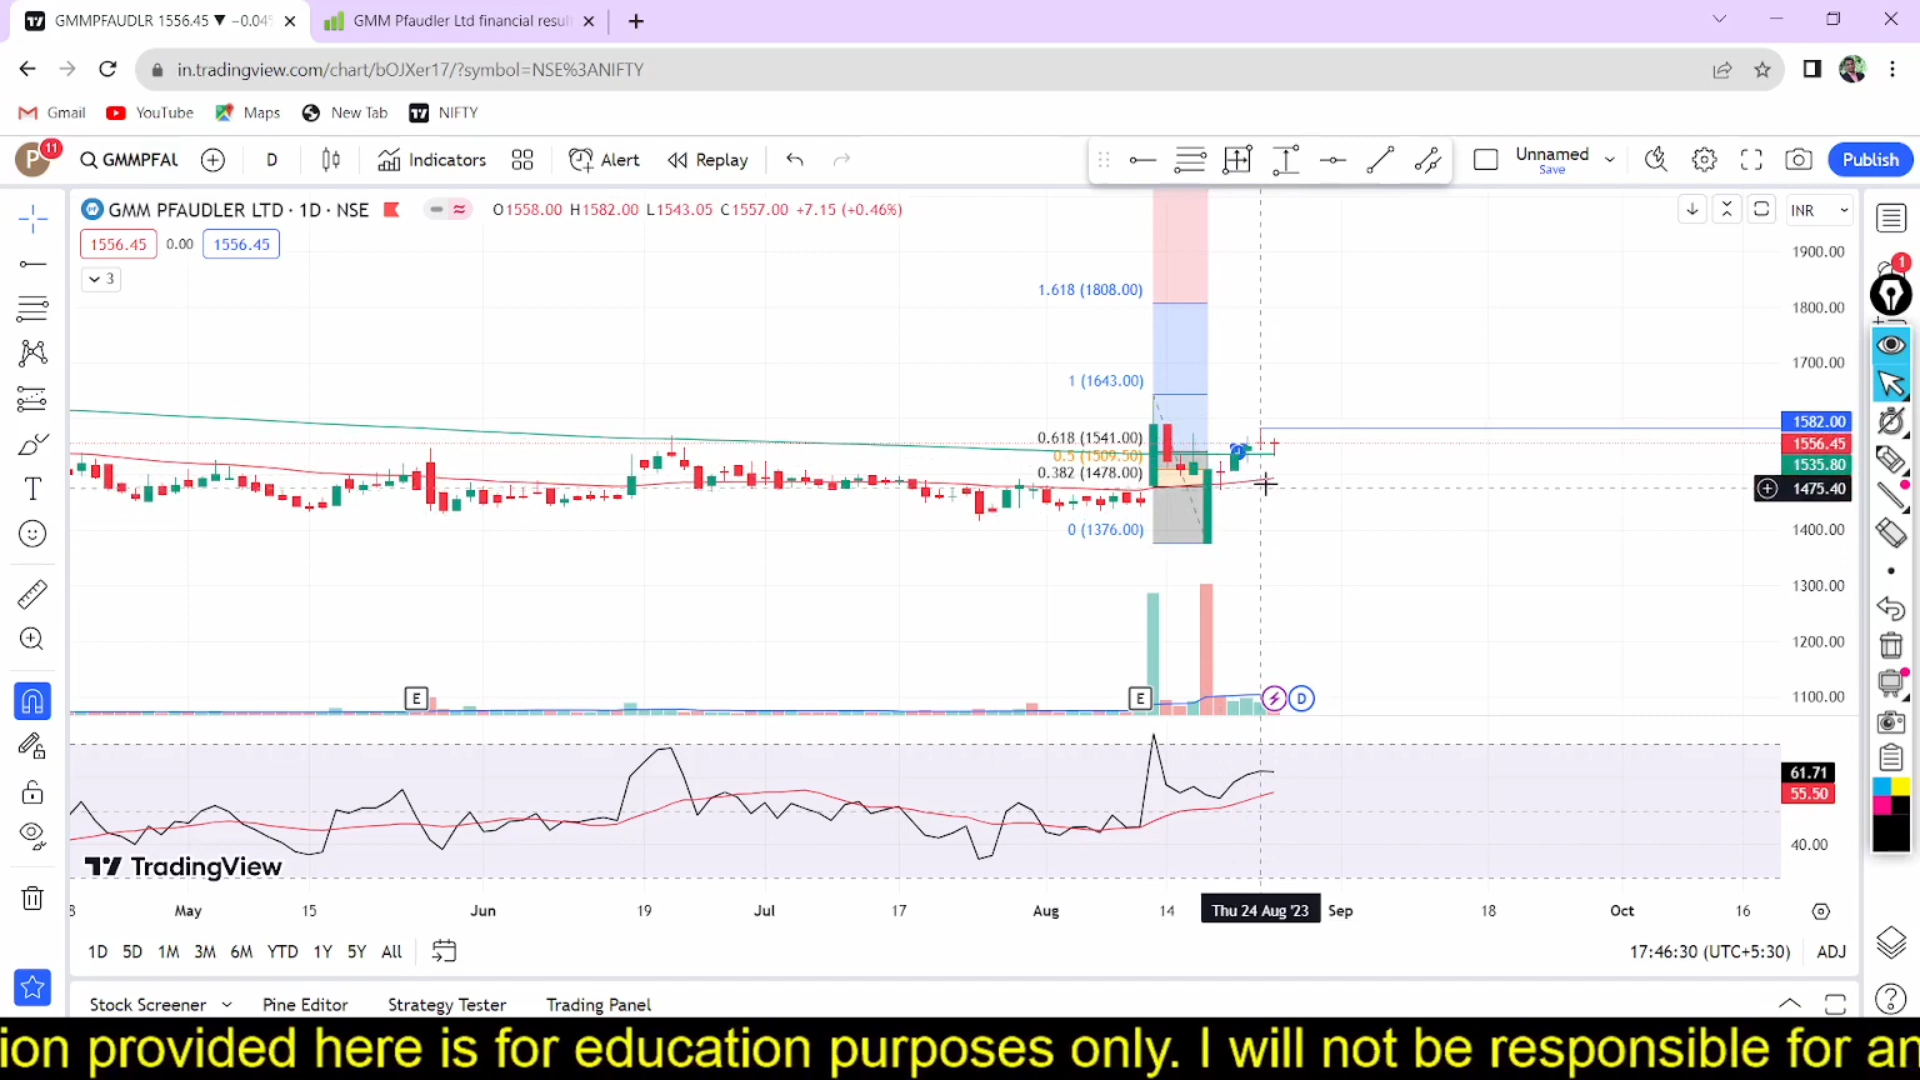 GMMPFAUDLR 1556.45 ▼ −0.04%
GMM Pfaudler Ltd financial resul
in.tradingview.com/chart/bOJXer17/?symbol=NSE%3ANIFTY
Gmail
YouTube
Maps
New Tab
NIFTY
P
11
GMMPFAL
D
Indicators
Alert
Replay
Unnamed
Save
Publish
GMM PFAUDLER LTD · 1D · NSE
O1558.00 H1582.00 L1543.05 C1557.00 +7.15 (+0.46%)
INR
1556.45
0.00
1556.45
3
1900.00
1.618 (1808.00)
1800.00
1700.00
1 (1643.00)
1582.00
0.618 (1541.00)
1556.45
0.5 (1509.50)
1535.80
0.382 (1478.00)
1475.40
0 (1376.00)
1400.00
1300.00
1200.00
1100.00
E
E
D
1
61.71
55.50
40.00
TradingView
8
May
15
Jun
19
Jul
17
Aug
14
Thu 24 Aug '23
Sep
18
Oct
16
1D
5D
1M
3M
6M
YTD
1Y
5Y
All
17:46:30 (UTC+5:30)
ADJ
Stock Screener
Pine Editor
Strategy Tester
Trading Panel
ion provided here is for education purposes only. I will not be responsible for an